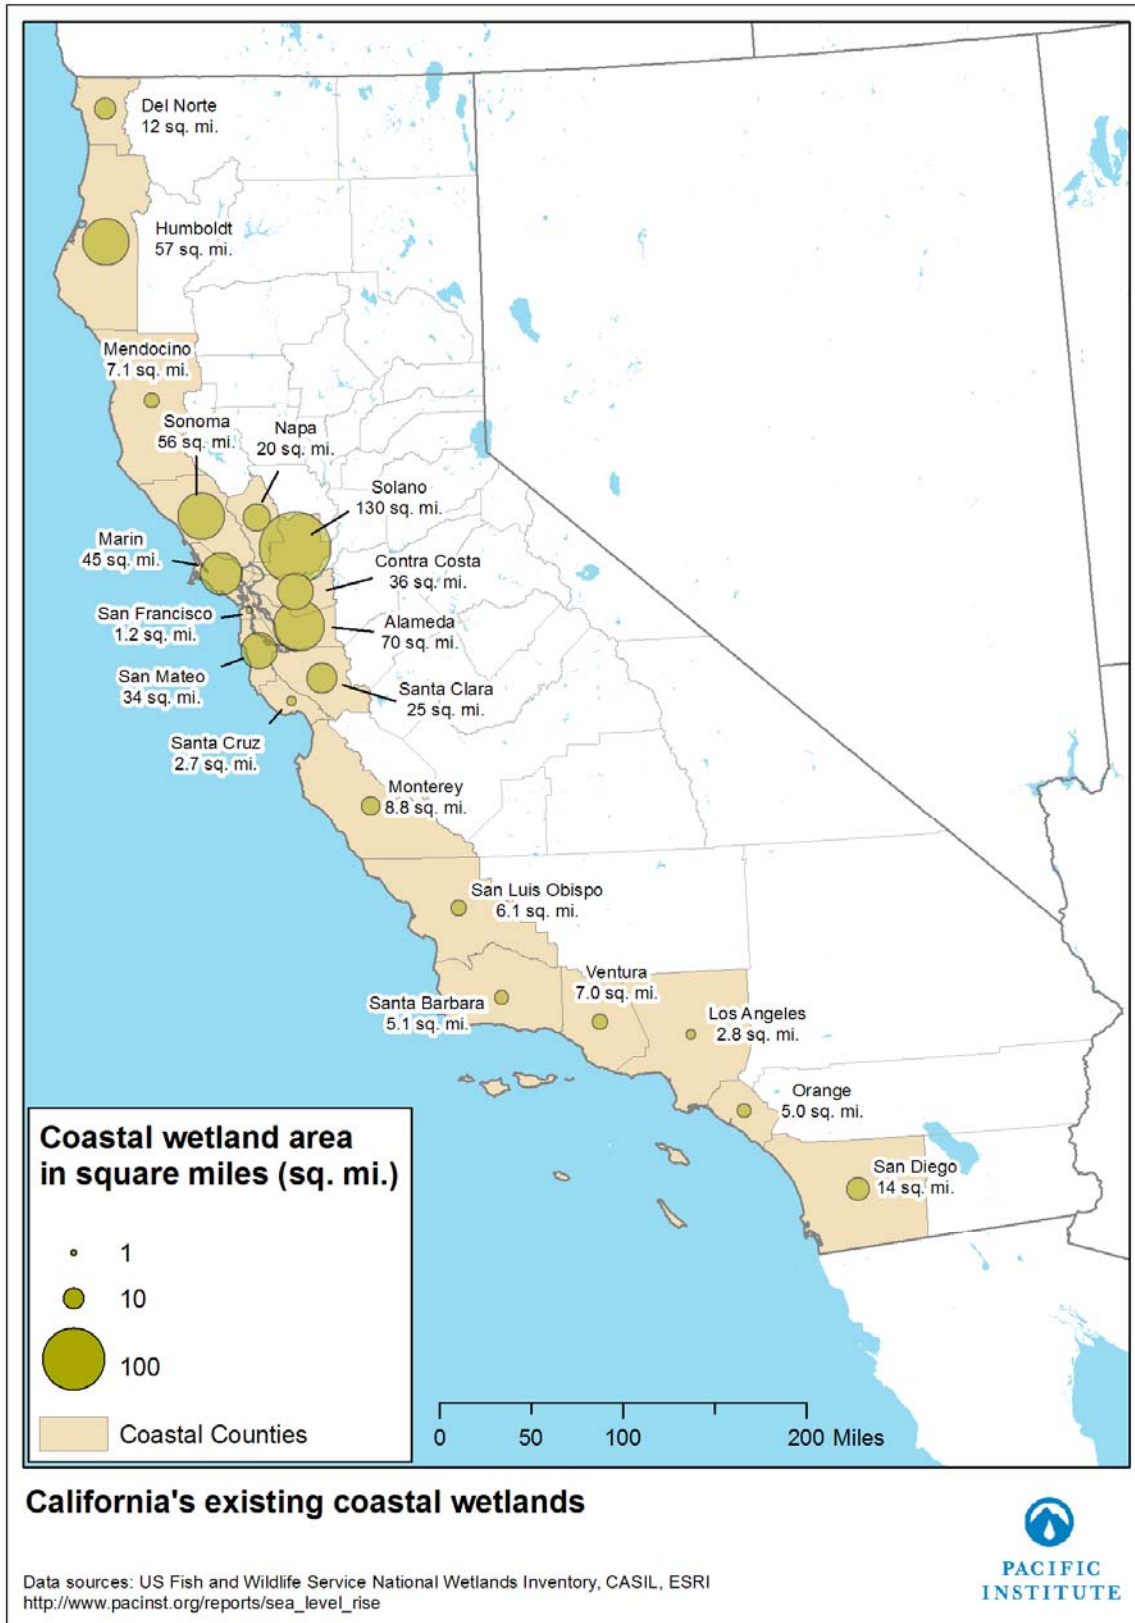 Del Norte
12 sq. mi.
Humboldt
57 sq. mi.
Mendocino
7.1 sq. mi.
Sonoma
56 sq. mi.
Napa
20 sq. mi.
Solano
130 sq. mi.
Marin
45 sq. mi.
Contra Costa
36 sq. mi.
San Francisco
1.2 sq. mi.
Alameda
70 sq. mi.
San Mateo
34 sq. mi.
Santa Clara
25 sq. mi.
Santa Cruz
2.7 sq. mi.
Monterey
8.8 sq. mi.
San Luis Obispo
6.1 sq. mi.
Santa Barbara
5.1 sq. mi.
Ventura
7.0 sq. mi.
Los Angeles
2.8 sq. mi.
Orange
5.0 sq. mi.
San Diego
14 sq. mi.
Coastal wetland area
in square miles (sq. mi.)
1
10
100
Coastal Counties
0 50 100 200 Miles
California's existing coastal wetlands
Data sources: US Fish and Wildlife Service National Wetlands Inventory, CASIL, ESRI
http://www.pacinst.org/reports/sea_level_rise
PACIFIC
INSTITUTE